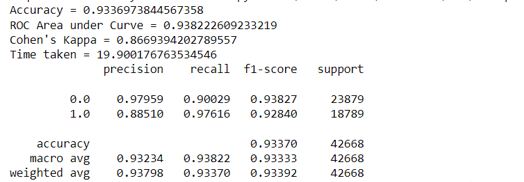 Accuracy = 0.9336973844567358
ROC Area under Curve = 0.938222609233219
Cohen's Kappa = 0.8669394202789557
Time taken = 19.900176763534546
precision recall f1-score support
0.0 0.97959 0.90029 0.93827 23879
1.0 0.88510 0.97616 0.92840 18789
accuracy 0.93370 42668
macro avg 0.93234 0.93822 0.93333 42668
weighted avg 0.93798 0.93370 0.93392 42668